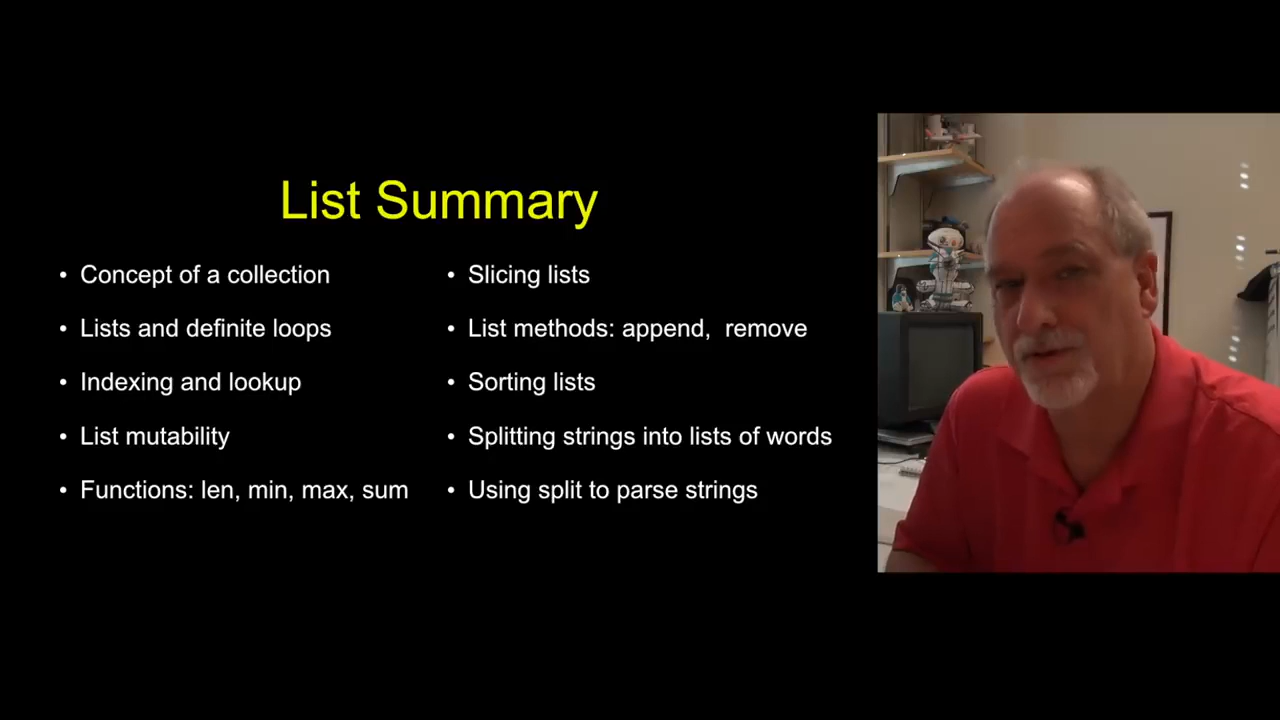 List Summary
• Concept of a collection
• Lists and definite loops
• Indexing and lookup
• List mutability
• Functions: len, min, max, sum
• Slicing lists
• List methods: append, remove
• Sorting lists
• Splitting strings into lists of words
• Using split to parse strings